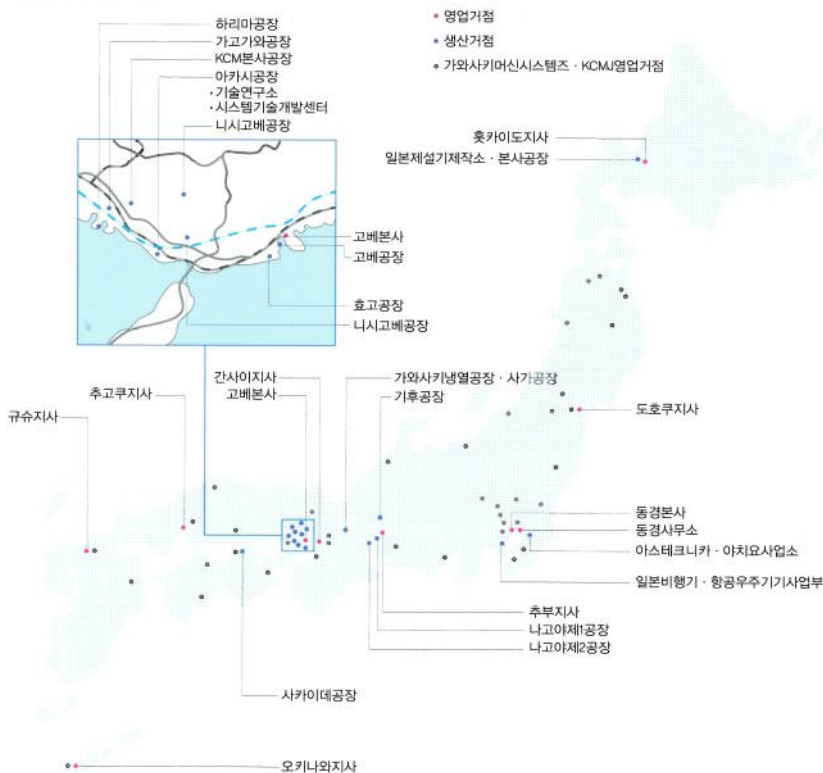 하리마공장
가고가와공장
KCM본사공장
아카시공장
• 기술연구소
• 시스템기술개발센터
니시고베공장
• 영업거점
• 생산거점
• 가와사키머신시스템즈 · KCMJ영업거점
홋카이도지사
일본제설기제작소 · 본사공장
고베본사
고베공장
효고공장
니시고베공장
간사이지사
고베본사
추고쿠지사
규슈지사
가와사키냉열공장 · 사가공장
기후공장
도호쿠지사
동경본사
동경사무소
아스테크니카 · 야치요사업소
일본비행기 · 항공우주기기사업부
추부지사
나고야제1공장
나고야제2공장
사카이데공장
오키나와지사